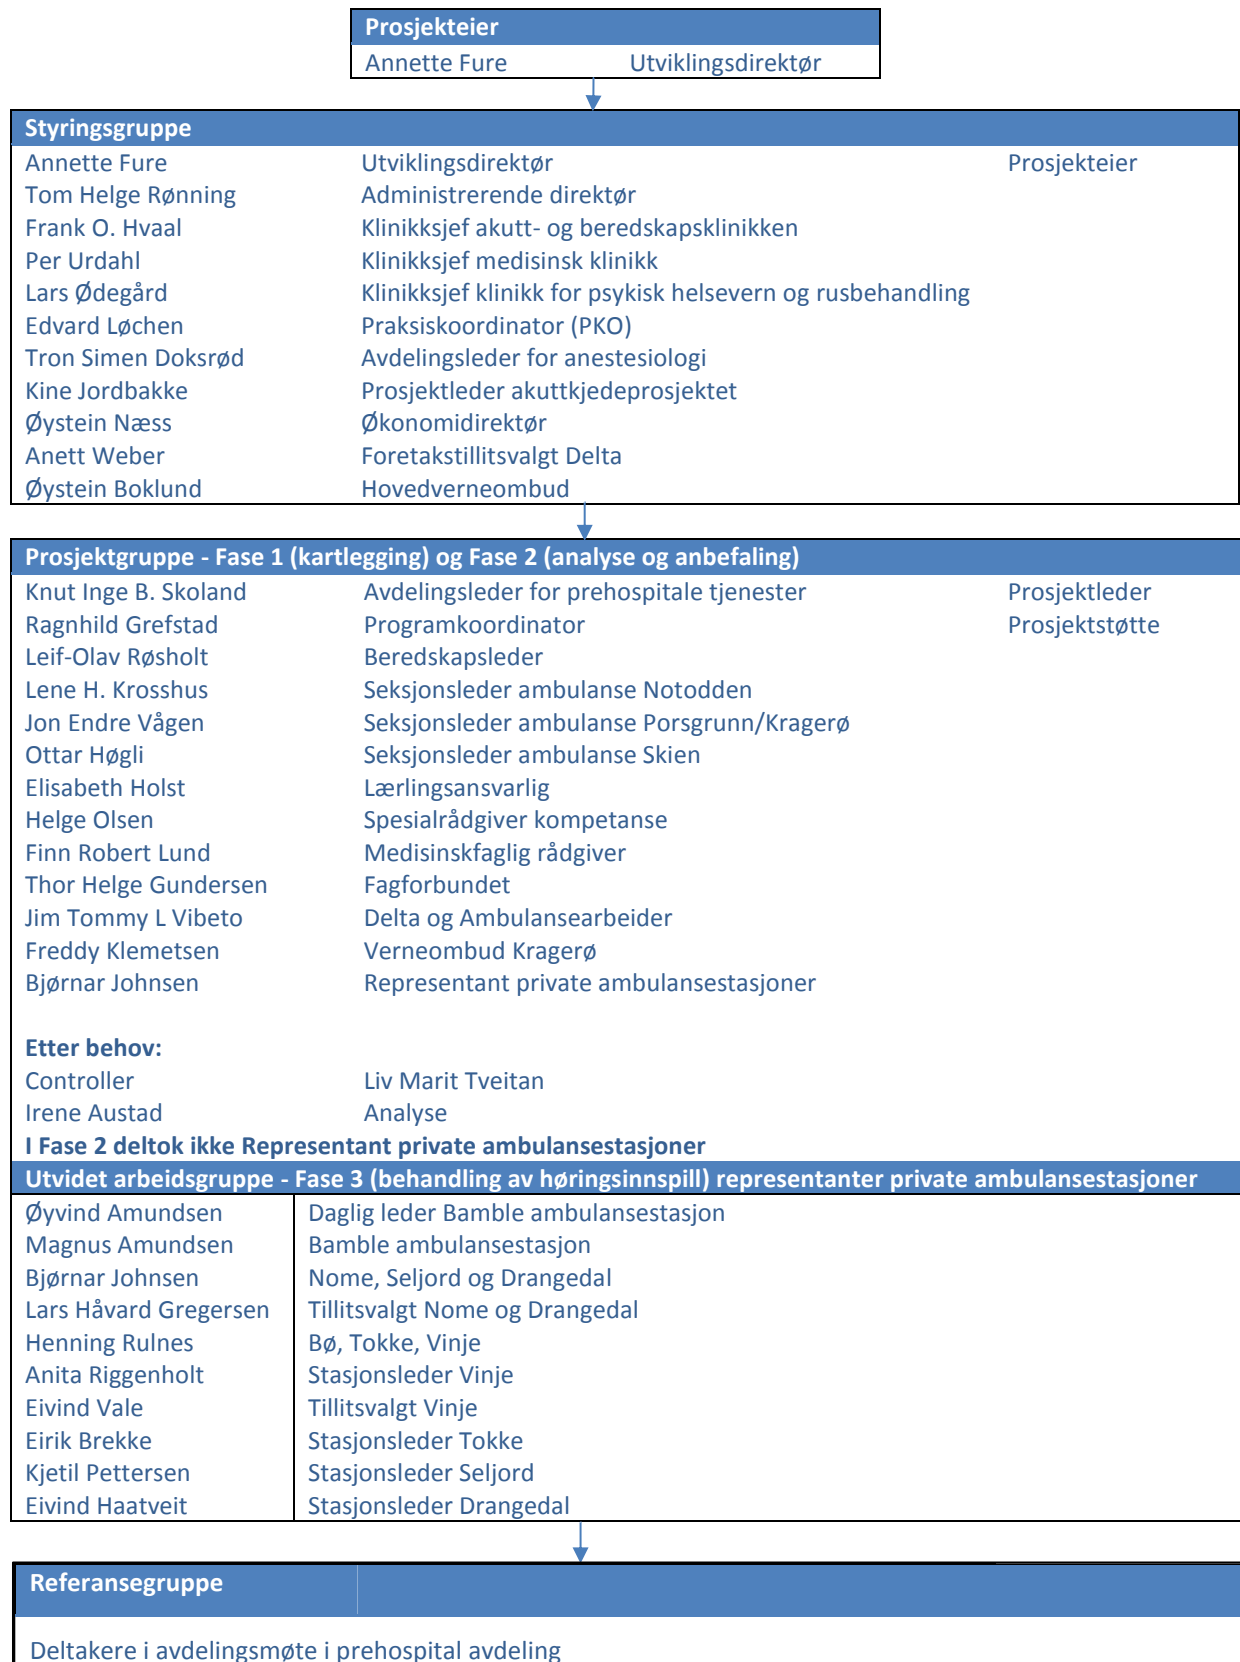 Prosjekteier
Annette Fure Utviklingsdirektør
Styringsgruppe
Annette Fure Utviklingsdirektør Prosjekteier
Tom Helge Rønning Administrerende direktør
Frank O. Hvaal Klinikksjef akutt- og beredskapsklinikken
Per Urdahl Klinikksjef medisinsk klinikk
Lars Ødegård Klinikksjef klinikk for psykisk helsevern og rusbehandling
Edvard Løchen Praksiskoordinator (PKO)
Tron Simen Doksrød Avdelingsleder for anestesiologi
Kine Jordbakke Prosjektleder akuttkjedeprosjektet
Øystein Næss Økonomidirektør
Anett Weber Foretakstillitsvalgt Delta
Øystein Boklund Hovedverneombud
Prosjektgruppe - Fase 1 (kartlegging) og Fase 2 (analyse og anbefaling)
Knut Inge B. Skoland Avdelingsleder for prehospitale tjenester Prosjektleder
Ragnhild Grefstad Programkoordinator Prosjektstøtte
Leif-Olav Røsholt Beredskapsleder
Lene H. Krosshus Seksjonsleder ambulanse Notodden
Jon Endre Vågen Seksjonsleder ambulanse Porsgrunn/Kragerø
Ottar Høgli Seksjonsleder ambulanse Skien
Elisabeth Holst Lærlingsansvarlig
Helge Olsen Spesialrådgiver kompetanse
Finn Robert Lund Medisinskfaglig rådgiver
Thor Helge Gundersen Fagforbundet
Jim Tommy L Vibeto Delta og Ambulansearbeider
Freddy Klemetsen Verneombud Kragerø
Bjørnar Johnsen Representant private ambulansestasjoner
Etter behov:
Controller Liv Marit Tveitan
Irene Austad Analyse
I Fase 2 deltok ikke Representant private ambulansestasjoner
Utvidet arbeidsgruppe - Fase 3 (behandling av høringsinnspill) representanter private ambulansestasjoner
Øyvind Amundsen Daglig leder Bamble ambulansestasjon
Magnus Amundsen Bamble ambulansestasjon
Bjørnar Johnsen Nome, Seljord og Drangedal
Lars Håvard Gregersen Tillitsvalgt Nome og Drangedal
Henning Rulnes Bø, Tokke, Vinje
Anita Riggenholt Stasjonsleder Vinje
Eivind Vale Tillitsvalgt Vinje
Eirik Brekke Stasjonsleder Tokke
Kjetil Pettersen Stasjonsleder Seljord
Eivind Haatveit Stasjonsleder Drangedal
Referansegruppe
Deltakere i avdelingsmøte i prehospital avdeling